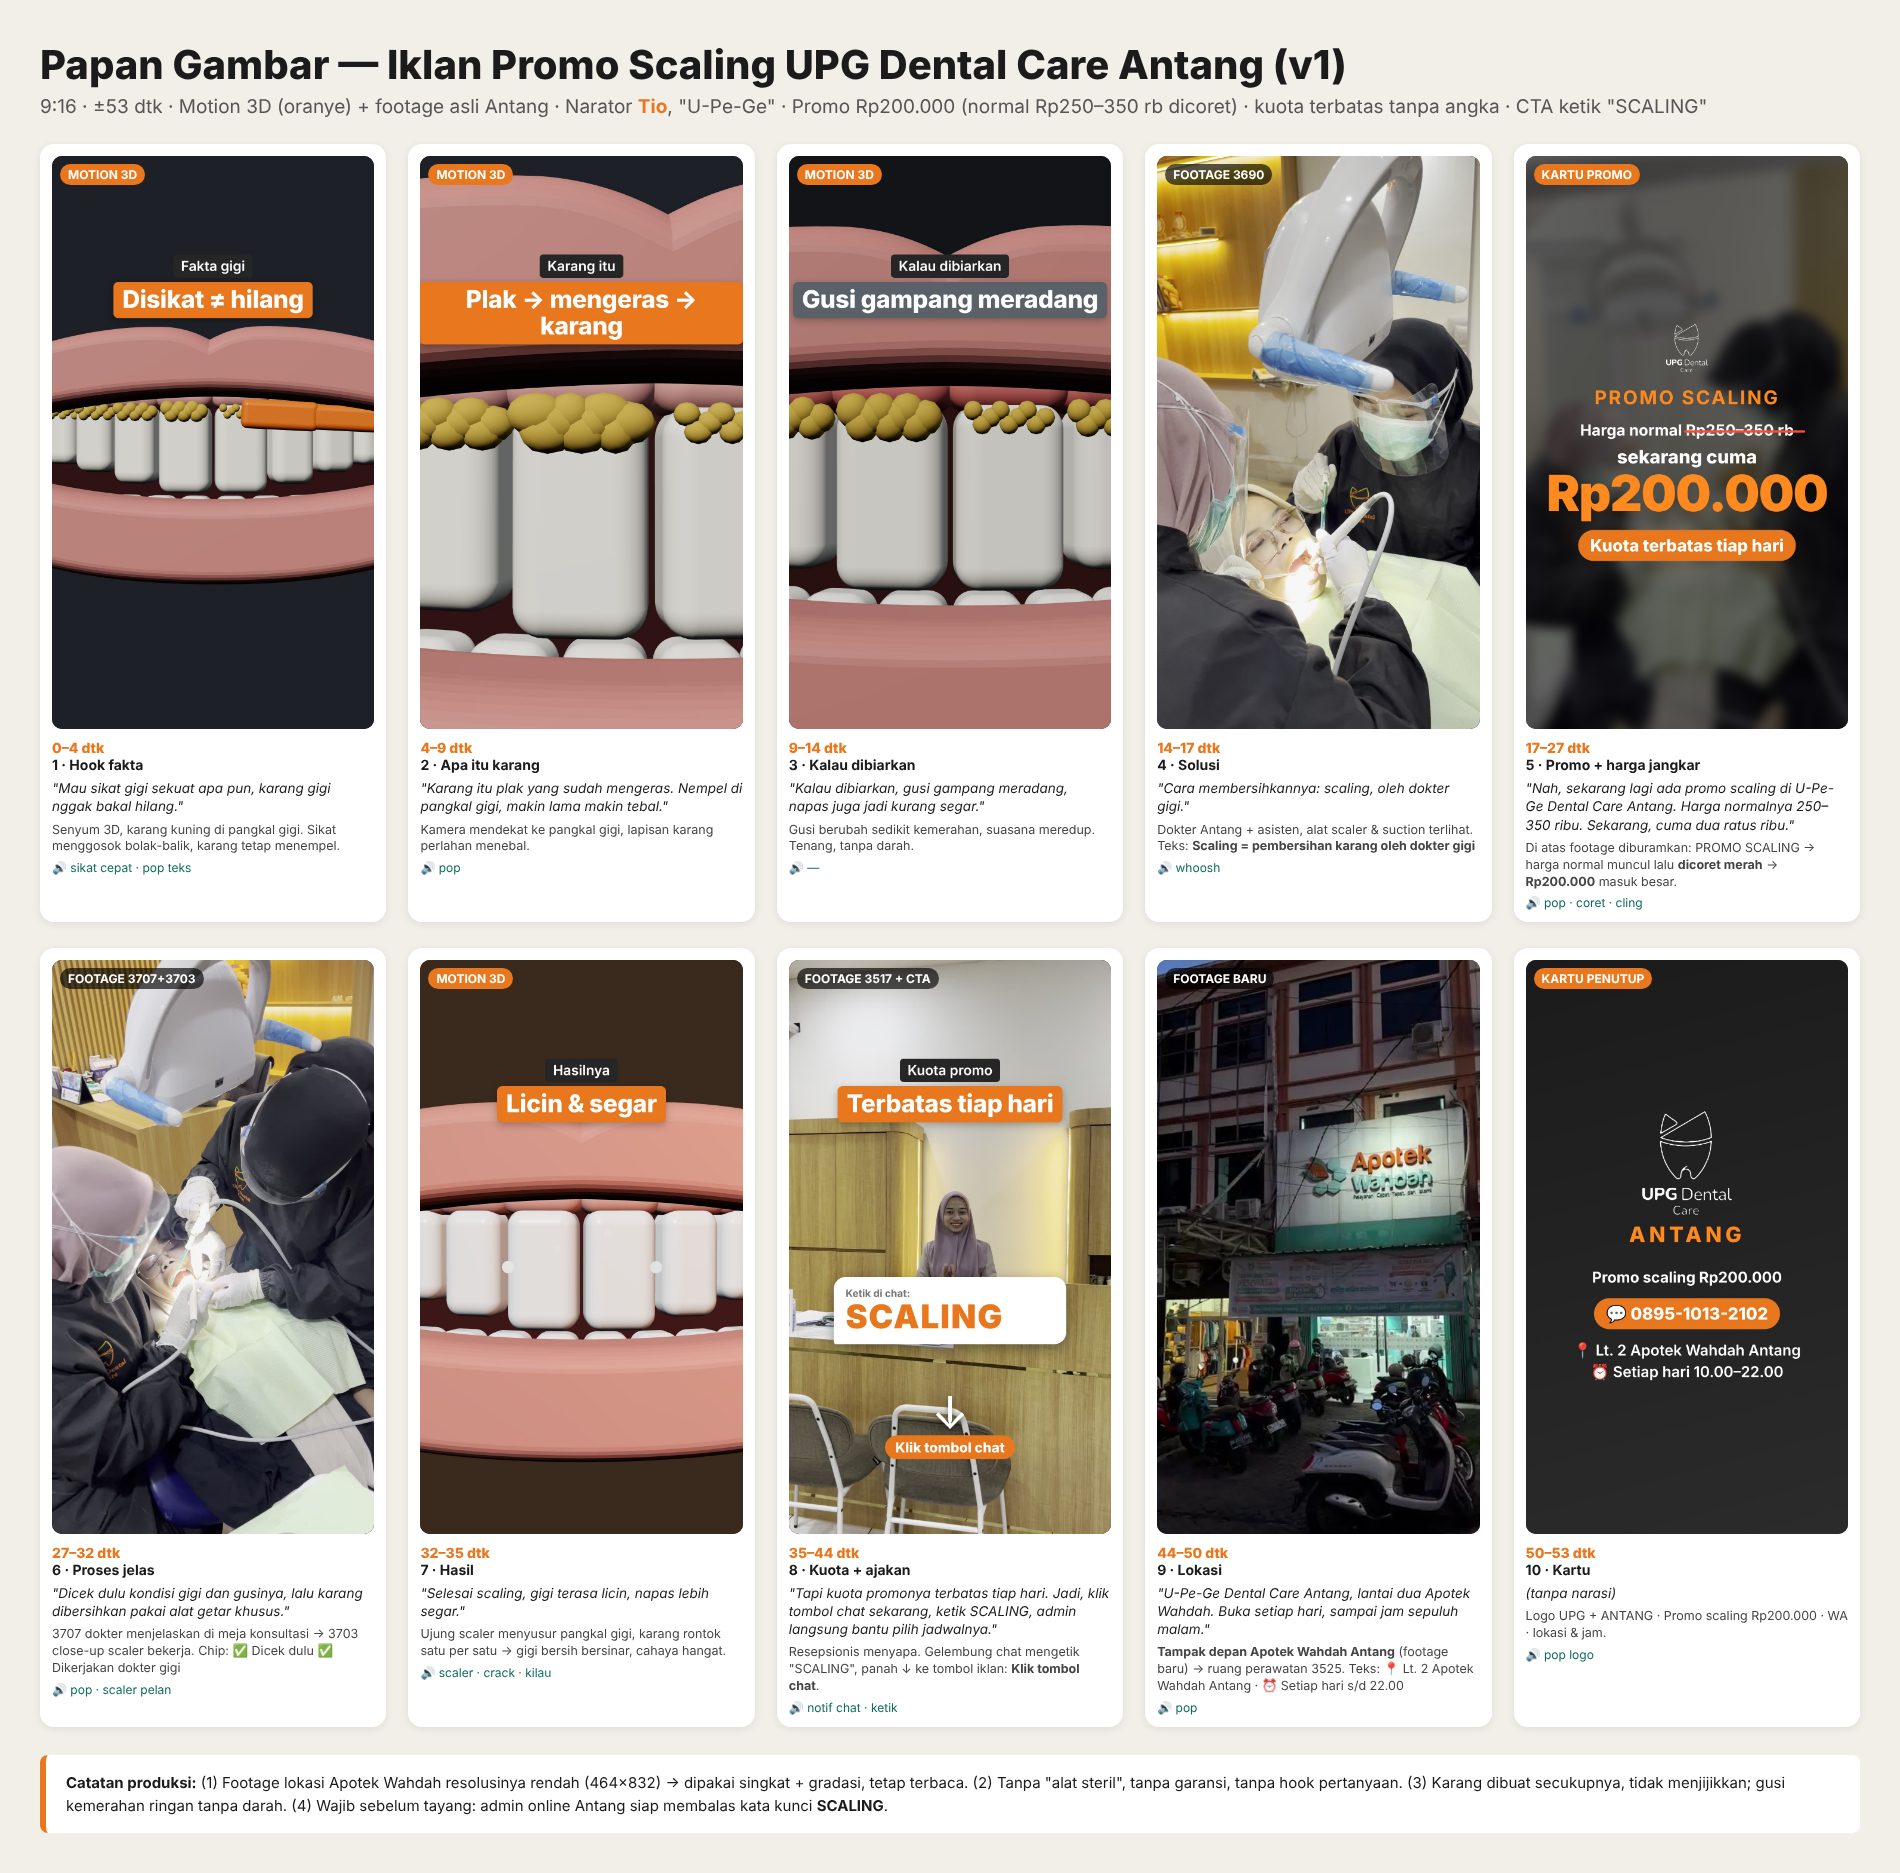 Papan Gambar — Iklan Promo Scaling UPG Dental Care Antang (v1)
9:16 · ±53 dtk · Motion 3D (oranye) + footage asli Antang · Narator Tio, "U-Pe-Ge" · Promo Rp200.000 (normal Rp250–350 rb dicoret) · kuota terbatas tanpa angka · CTA ketik "SCALING"
MOTION 3D
Fakta gigi
Disikat ≠ hilang
0–4 dtk
1 · Hook fakta
"Mau sikat gigi sekuat apa pun, karang gigi
nggak bakal hilang."
Senyum 3D, karang kuning di pangkal gigi. Sikat
menggosok bolak-balik, karang tetap menempel.
🔊 sikat cepat · pop teks
MOTION 3D
Karang itu
Plak → mengeras →
karang
4–9 dtk
2 · Apa itu karang
"Karang itu plak yang sudah mengeras. Nempel di
pangkal gigi, makin lama makin tebal."
Kamera mendekat ke pangkal gigi, lapisan karang
perlahan menebal.
🔊 pop
MOTION 3D
Kalau dibiarkan
Gusi gampang meradang
9–14 dtk
3 · Kalau dibiarkan
"Kalau dibiarkan, gusi gampang meradang,
napas juga jadi kurang segar."
Gusi berubah sedikit kemerahan, suasana meredup.
Tenang, tanpa darah.
🔊 —
FOOTAGE 3690
14–17 dtk
4 · Solusi
"Cara membersihkannya: scaling, oleh dokter
gigi."
Dokter Antang + asisten, alat scaler & suction terlihat.
Teks: Scaling = pembersihan karang oleh dokter gigi
🔊 whoosh
KARTU PROMO
UPG Dental
Care
PROMO SCALING
Harga normal Rp250–350 rb
sekarang cuma
Rp200.000
Kuota terbatas tiap hari
17–27 dtk
5 · Promo + harga jangkar
"Nah, sekarang lagi ada promo scaling di U-Pe-
Ge Dental Care Antang. Harga normalnya 250–
350 ribu. Sekarang, cuma dua ratus ribu."
Di atas footage diburamkan: PROMO SCALING →
harga normal muncul lalu dicoret merah →
Rp200.000 masuk besar.
🔊 pop · coret · cling
FOOTAGE 3707+3703
27–32 dtk
6 · Proses jelas
"Dicek dulu kondisi gigi dan gusinya, lalu karang
dibersihkan pakai alat getar khusus."
3707 dokter menjelaskan di meja konsultasi → 3703
close-up scaler bekerja. Chip: ✅ Dicek dulu ✅
Dikerjakan dokter gigi
🔊 pop · scaler pelan
MOTION 3D
Hasilnya
Licin & segar
32–35 dtk
7 · Hasil
"Selesai scaling, gigi terasa licin, napas lebih
segar."
Ujung scaler menyusur pangkal gigi, karang rontok
satu per satu → gigi bersih bersinar, cahaya hangat.
🔊 scaler · crack · kilau
FOOTAGE 3517 + CTA
Kuota promo
Terbatas tiap hari
Ketik di chat:
SCALING
↓
Klik tombol chat
35–44 dtk
8 · Kuota + ajakan
"Tapi kuota promonya terbatas tiap hari. Jadi, klik
tombol chat sekarang, ketik SCALING, admin
langsung bantu pilih jadwalnya."
Resepsionis menyapa. Gelembung chat mengetik
"SCALING", panah ↓ ke tombol iklan: Klik tombol
chat.
🔊 notif chat · ketik
FOOTAGE BARU
Apotek
Wahdah
44–50 dtk
9 · Lokasi
"U-Pe-Ge Dental Care Antang, lantai dua Apotek
Wahdah. Buka setiap hari, sampai jam sepuluh
malam."
Tampak depan Apotek Wahdah Antang (footage
baru) → ruang perawatan 3525. Teks: 📍 Lt. 2 Apotek
Wahdah Antang · ⏰ Setiap hari s/d 22.00
🔊 pop
KARTU PENUTUP
UPG Dental
Care
ANTANG
Promo scaling Rp200.000
💬 0895-1013-2102
📍 Lt. 2 Apotek Wahdah Antang
⏰ Setiap hari 10.00–22.00
50–53 dtk
10 · Kartu
(tanpa narasi)
Logo UPG + ANTANG · Promo scaling Rp200.000 · WA
· lokasi & jam.
🔊 pop logo
Catatan produksi: (1) Footage lokasi Apotek Wahdah resolusinya rendah (464×832) → dipakai singkat + gradasi, tetap terbaca. (2) Tanpa "alat steril", tanpa garansi, tanpa hook pertanyaan. (3) Karang dibuat secukupnya, tidak menjijikkan; gusi
kemerahan ringan tanpa darah. (4) Wajib sebelum tayang: admin online Antang siap membalas kata kunci SCALING.